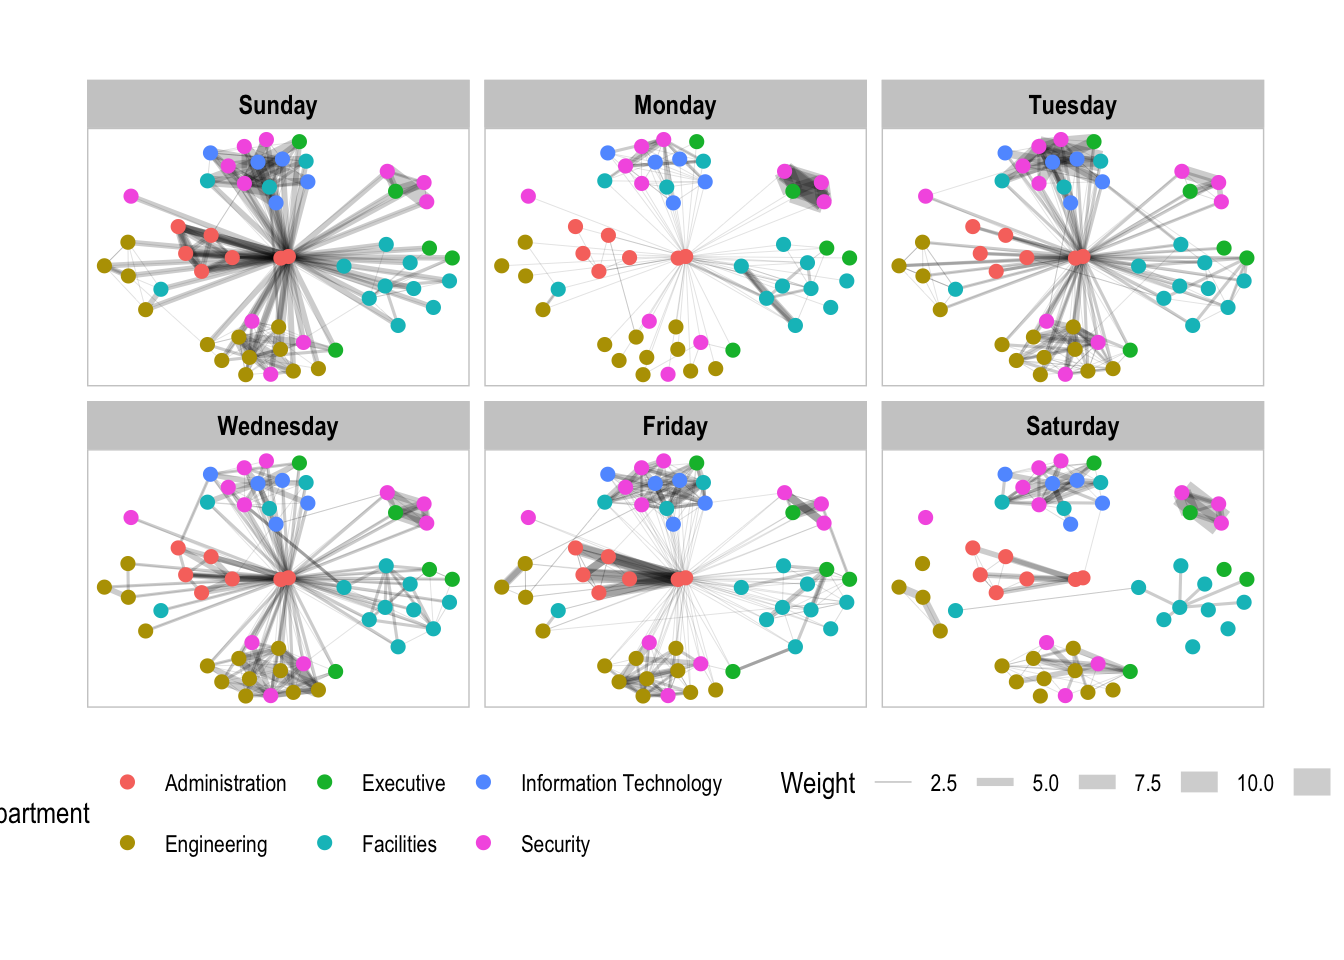 Sunday
Monday
Tuesday
Wednesday
Friday
Saturday
partment
Administration
Executive
Information Technology
Engineering
Facilities
Security
Weight
2.5
5.0
7.5
10.0